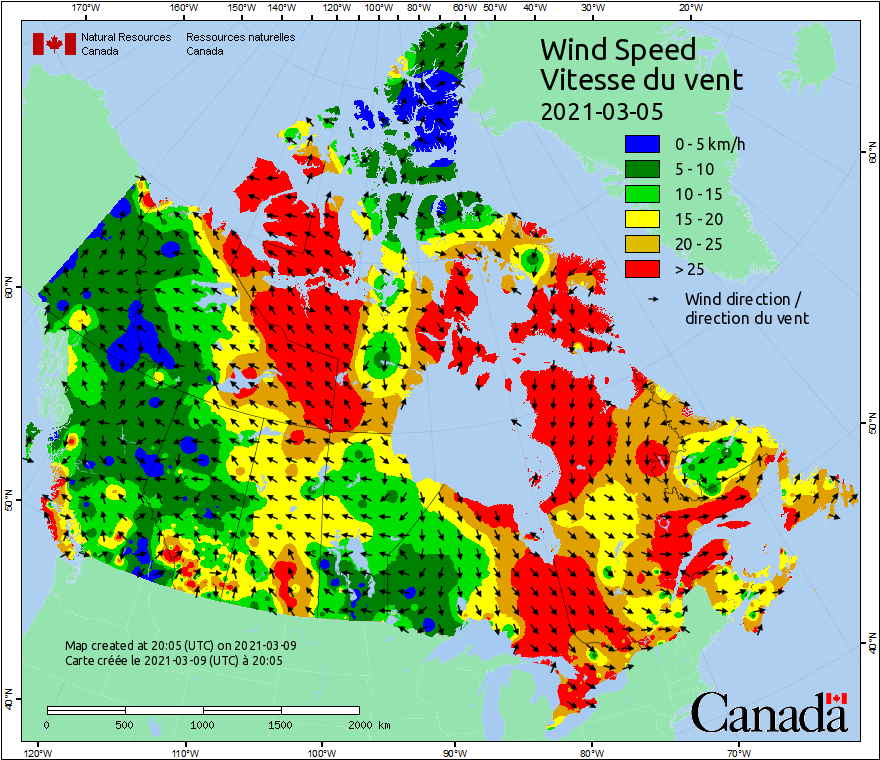 170°W 160°W 150°W 140°W 130°W 120°W 110°W 100°W 90°W 80°W 70°W 60°W 50°W 40°W 30°W 20°W
Natural Resources Ressources naturelles
Canada Canada
Wind Speed
Vitesse du vent
2021-03-05
0 - 5 km/h
5 - 10
10 - 15
15 - 20
20 - 25
> 25
Wind direction /
direction du vent
60°N
50°N
40°N
60°N
50°N
40°N
Map created at 20:05 (UTC) on 2021-03-09
Carte créée le 2021-03-09 (UTC) à 20:05
0 500 1000 1500 2000 km
Canada
120°W 110°W 100°W 90°W 80°W 70°W